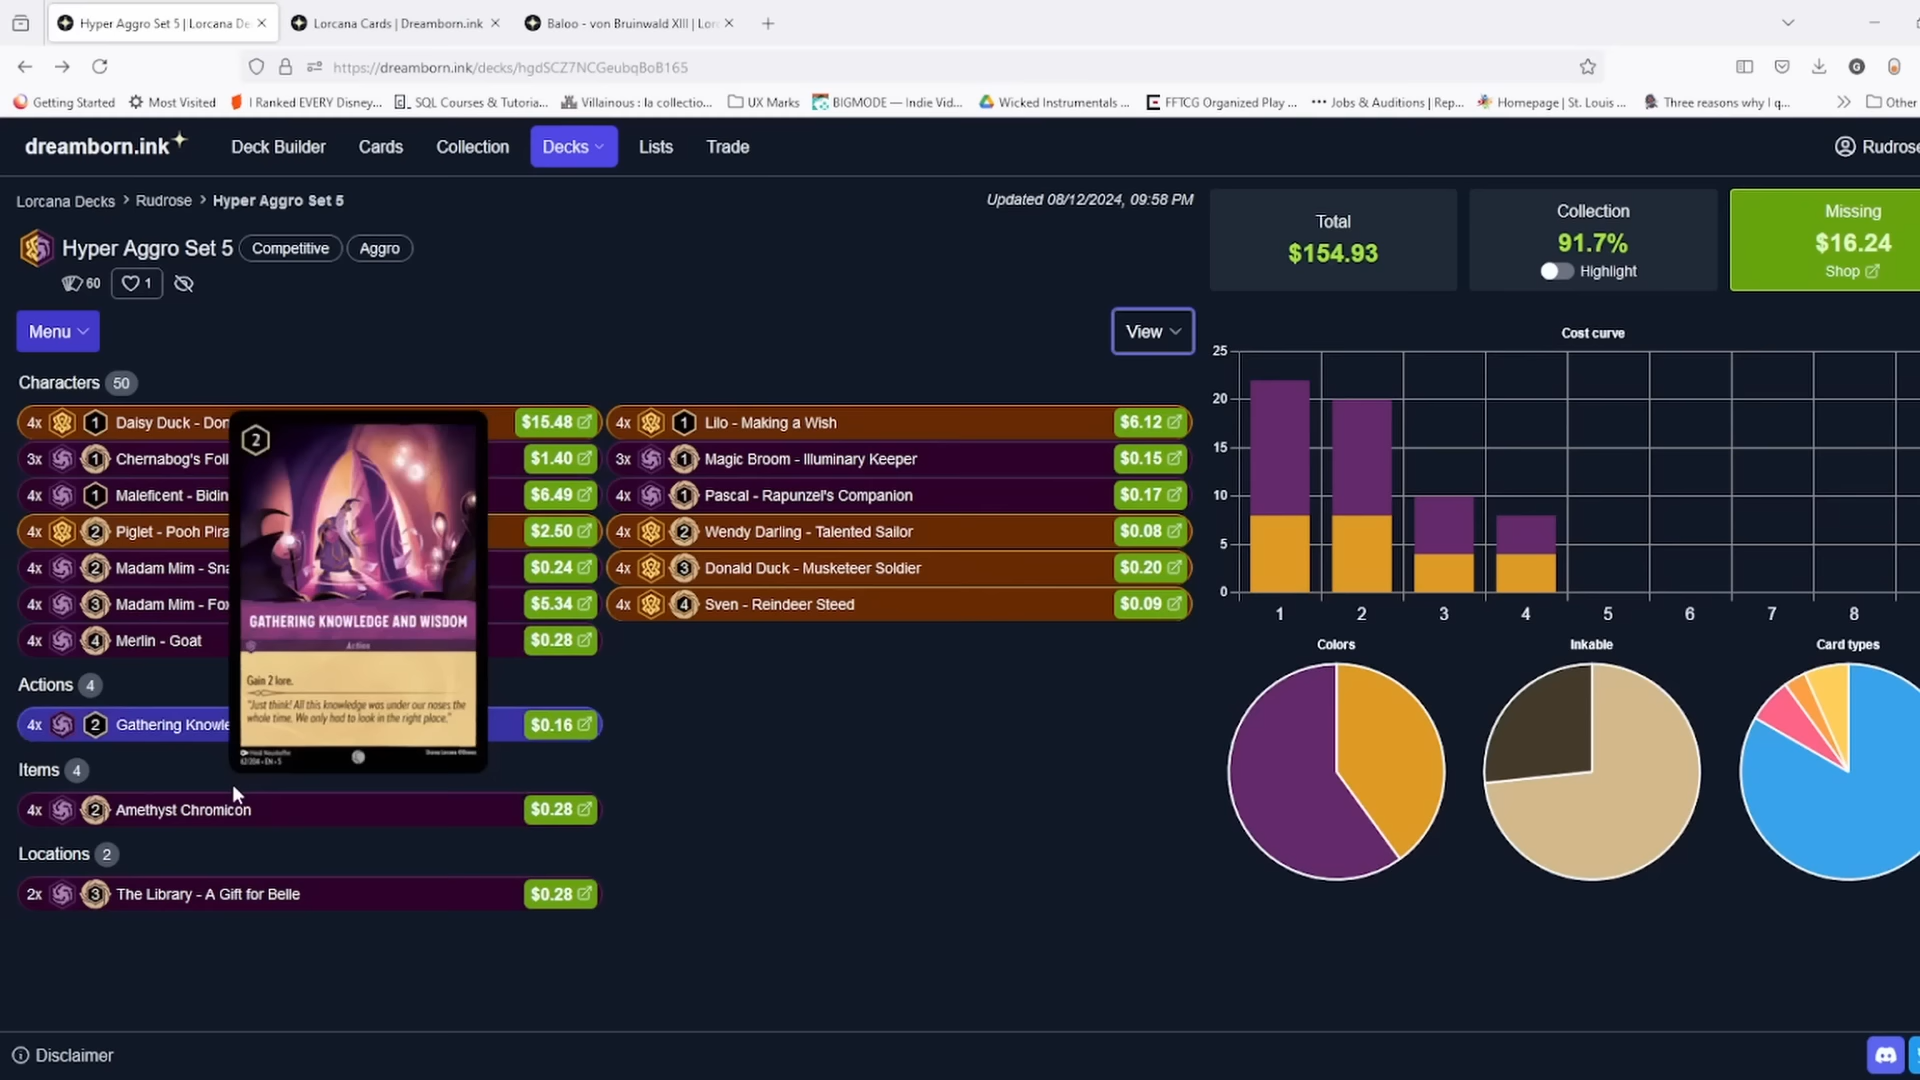 Hyper Aggro Set 5 | Lorcana De
Lorcana Cards | Dreamborn.ink
Baloo - von Bruinwald XIII | Lor
https://dreamborn.ink/decks/hgdSCZ7NCGeubqBoB165
Getting Started
Most Visited
I Ranked EVERY Disney...
SQL Courses & Tutoria...
Villainous : la collectio...
UX Marks
BIGMODE — Indie Vid...
Wicked Instrumentals ...
FFTCG Organized Play ...
Jobs & Auditions | Rep...
Homepage | St. Louis ...
Three reasons why I q...
Other
dreamborn.ink
Deck Builder
Cards
Collection
Decks
Lists
Trade
Rudrose
Lorcana Decks > Rudrose > Hyper Aggro Set 5
Updated 08/12/2024, 09:58 PM
Hyper Aggro Set 5
Competitive
Aggro
60
1
Total
$154.93
Collection
91.7%
Highlight
Missing
$16.24
Shop
Menu
View
Characters 50
4x 1 Daisy Duck - Don $15.48
3x 1 Chernabog's Foll $1.40
4x 1 Maleficent - Bidin $6.49
4x 2 Piglet - Pooh Pira $2.50
4x 2 Madam Mim - Sna $0.24
4x 3 Madam Mim - Fox $5.34
4x 4 Merlin - Goat $0.28
4x 1 Lilo - Making a Wish $6.12
3x 1 Magic Broom - Illuminary Keeper $0.15
4x 1 Pascal - Rapunzel's Companion $0.17
4x 2 Wendy Darling - Talented Sailor $0.08
4x 3 Donald Duck - Musketeer Soldier $0.20
4x 4 Sven - Reindeer Steed $0.09
Actions 4
4x 2 Gathering Knowle $0.16
Items 4
4x 2 Amethyst Chromicon $0.28
Locations 2
2x 3 The Library - A Gift for Belle $0.28
2
GATHERING KNOWLEDGE AND WISDOM
Action
Gain 2 lore.
"Just think! All this knowledge was under our noses the
whole time. We only had to look in the right place."
62/204 • EN • 5
Cost curve
25
20
15
10
5
0
1 2 3 4 5 6 7 8
Colors
Inkable
Card types
Disclaimer